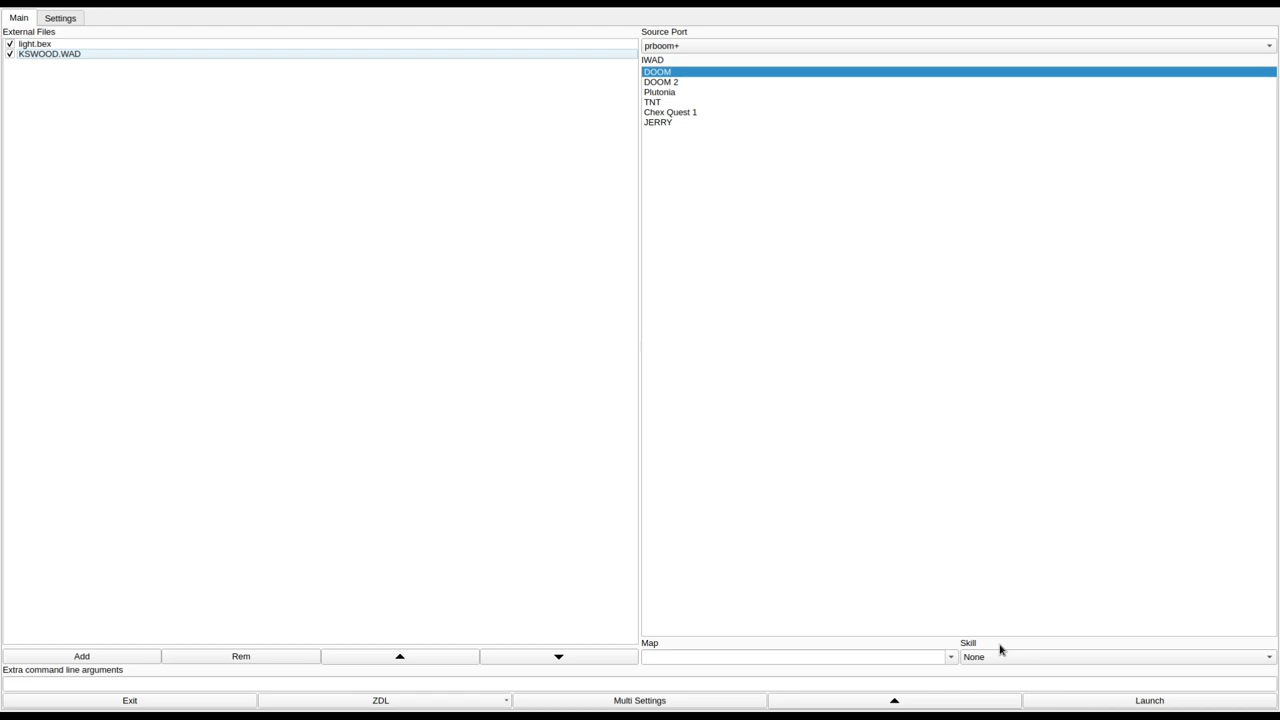 Main
Settings
External Files
light.bex
KSWOOD.WAD
Source Port
prboom+
IWAD
DOOM
DOOM 2
Plutonia
TNT
Chex Quest 1
JERRY
Map
Skill
None
Add
Rem
Extra command line arguments
Exit
ZDL
Multi Settings
Launch